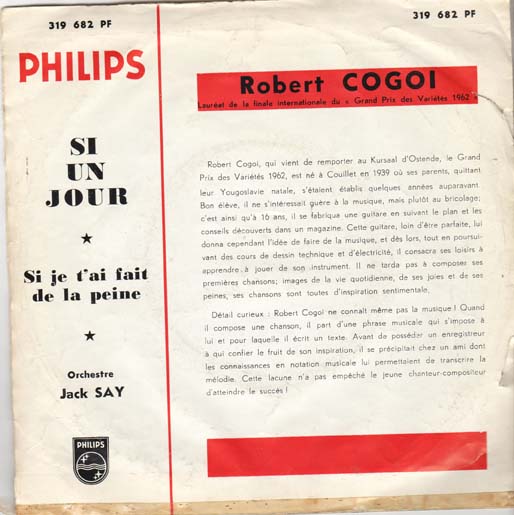 319 682 PF
319 682 PF
PHILIPS
SI
UN
JOUR
★
Si je t'ai fait
de la peine
★
Orchestre
Jack SAY
PHILIPS
Robert COGOI
Lauréat de la finale internationale du « Grand Prix des Variétés 1962 »
Robert Cogoi, qui vient de remporter au Kursaal d'Ostende, le Grand
Prix des Variétés 1962, est né à Couillet en 1939 où ses parents, quittant
leur Yougoslavie natale, s'étaient établis quelques années auparavant.
Bon élève, il ne s'intéressait guère à la musique, mais plutôt au bricolage;
c'est ainsi qu'à 16 ans, il se fabriqua une guitare en suivant le plan et les
conseils découverts dans un magazine. Cette guitare, loin d'être parfaite, lui
donna cependant l'idée de faire de la musique, et dès lors, tout en poursui-
vant des cours de dessin technique et d'électricité, il consacra ses loisirs à
apprendre à jouer de son instrument. Il ne tarda pas à composer ses
premières chansons; images de la vie quotidienne, de ses joies et de ses
peines, ses chansons sont toutes d'inspiration sentimentale.
Détail curieux : Robert Cogoi ne connaît même pas la musique ! Quand
il compose une chanson, il part d'une phrase musicale qui s'impose à
lui et pour laquelle il écrit un texte. Avant de posséder un enregistreur
à qui confier le fruit de son inspiration, il se précipitait chez un ami dont
les connaissances en notation musicale lui permettaient de transcrire la
mélodie. Cette lacune n'a pas empêché le jeune chanteur-compositeur
d'atteindre le succès !